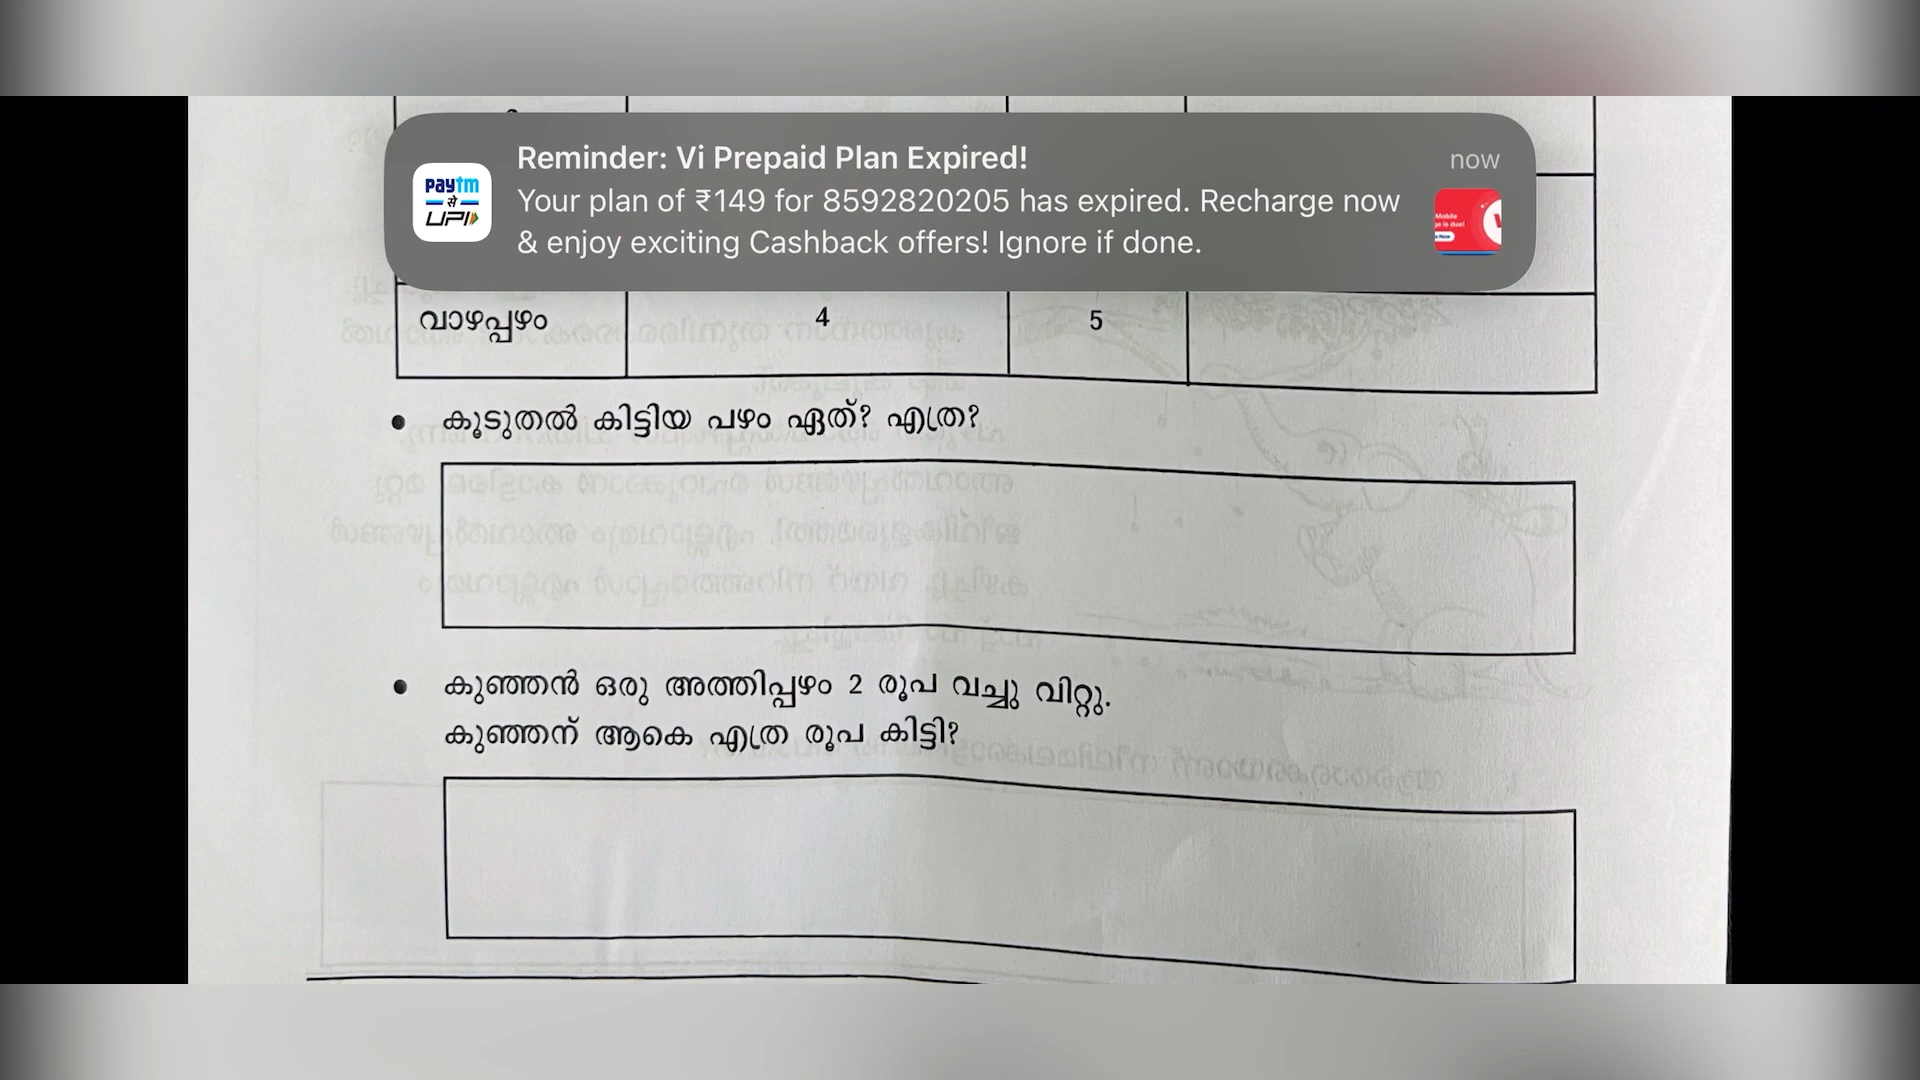 Reminder: Vi Prepaid Plan Expired!
now
paytm
से
UPI
Your plan of ₹149 for 8592820205 has expired. Recharge now
& enjoy exciting Cashback offers! Ignore if done.
വാഴപ്പഴം 4 5
• കൂടുതൽ കിട്ടിയ പഴം ഏത്? എത്ര?
• കുഞ്ഞൻ ഒരു അത്തിപ്പഴം 2 രൂപ വച്ചു വിറ്റു.
കുഞ്ഞന് ആകെ എത്ര രൂപ കിട്ടി?